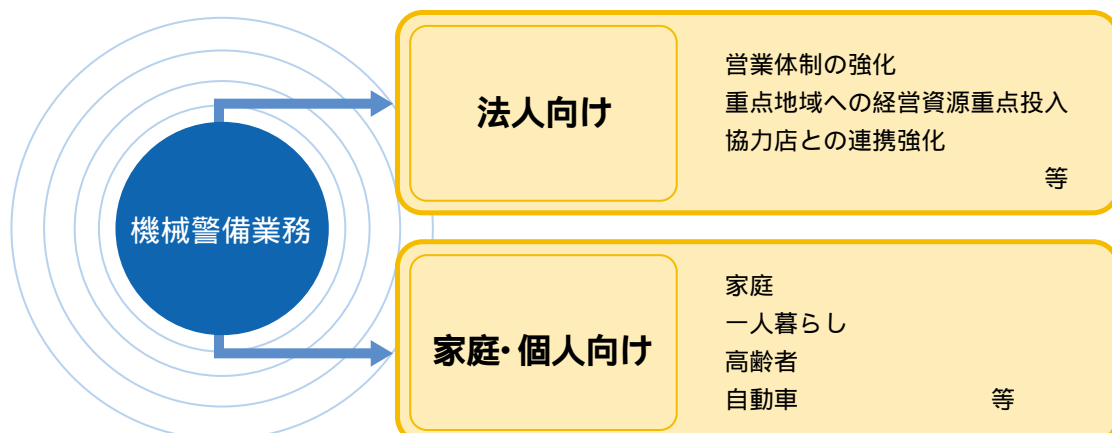 機械警備業務
法人向け
営業体制の強化
重点地域への経営資源重点投入
協力店との連携強化
等
家庭・個人向け
家庭
一人暮らし
高齢者
自動車 等